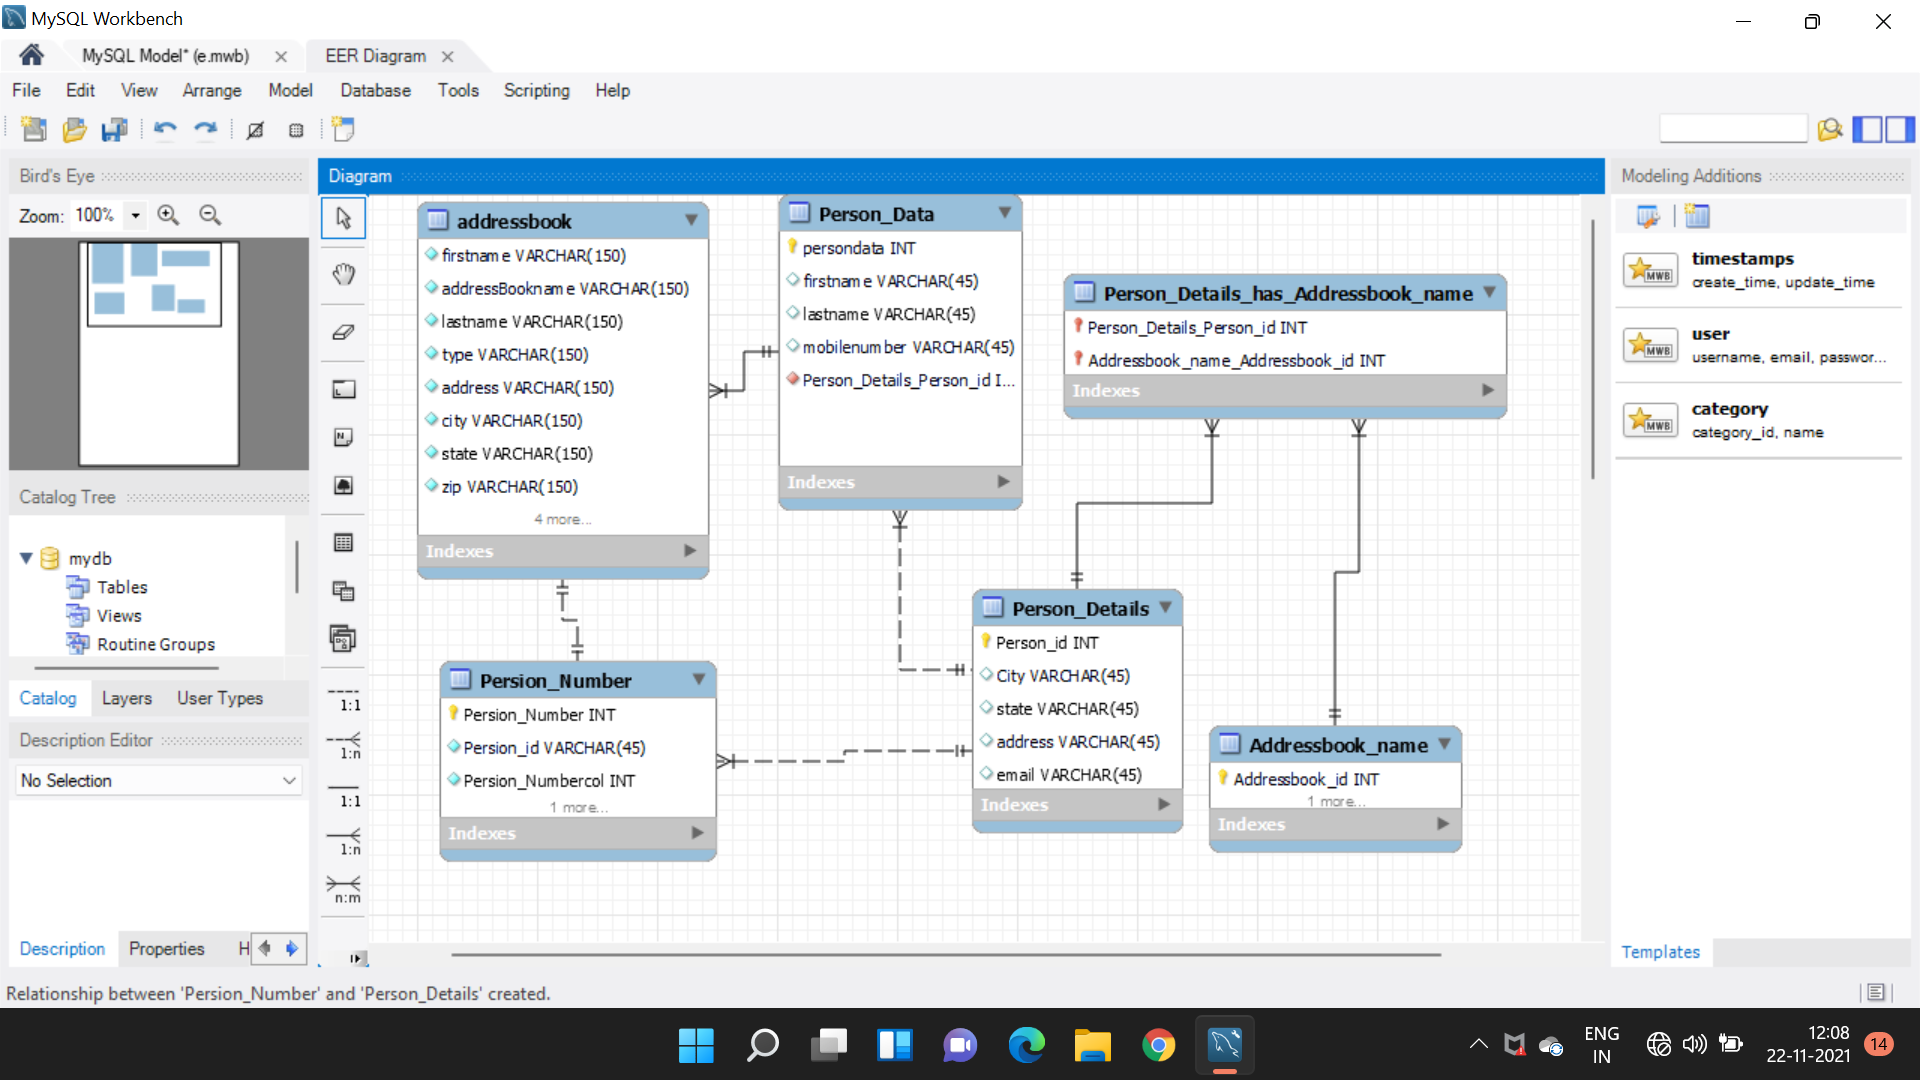 MySQL Workbench
MySQL Model* (e.mwb)
EER Diagram
File Edit View Arrange Model Database Tools Scripting Help
Bird's Eye
Zoom: 100%
Catalog Tree
mydb
Tables
Views
Routine Groups
Catalog Layers User Types
Description Editor
No Selection
Description Properties H
Diagram
1:1
1:n
1:1
1:n
n:m
addressbook
firstname VARCHAR(150)
addressBookname VARCHAR(150)
lastname VARCHAR(150)
type VARCHAR(150)
address VARCHAR(150)
city VARCHAR(150)
state VARCHAR(150)
zip VARCHAR(150)
4 more...
Indexes
Person_Data
persondata INT
firstname VARCHAR(45)
lastname VARCHAR(45)
mobilenumber VARCHAR(45)
Person_Details_Person_id I...
Indexes
Person_Details_has_Addressbook_name
Person_Details_Person_id INT
Addressbook_name_Addressbook_id INT
Indexes
Persion_Number
Persion_Number INT
Persion_id VARCHAR(45)
Persion_Numbercol INT
1 more...
Indexes
Person_Details
Person_id INT
City VARCHAR(45)
state VARCHAR(45)
address VARCHAR(45)
email VARCHAR(45)
Indexes
Addressbook_name
Addressbook_id INT
1 more...
Indexes
Modeling Additions
MWB
timestamps
create_time, update_time
MWB
user
username, email, passwor...
MWB
category
category_id, name
Templates
Relationship between 'Persion_Number' and 'Person_Details' created.
ENG
IN
12:08
22-11-2021
14